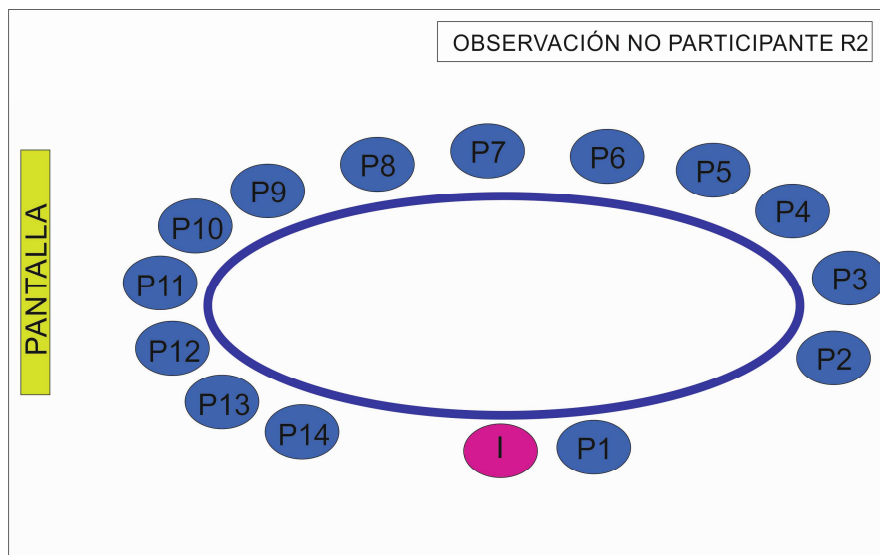 OBSERVACIÓN NO PARTICIPANTE R2
PANTALLA
P7
P6
P8
P5
P9
P4
P10
P3
P11
P12
P2
P13
P14
I
P1